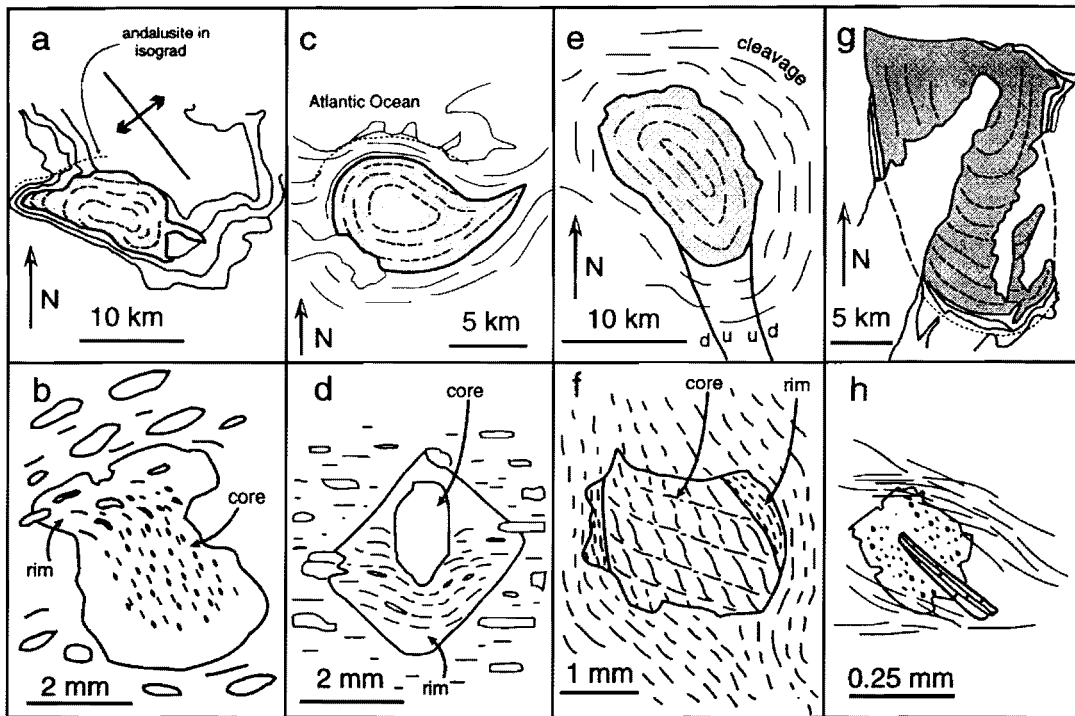 a
andalusite in
isograd
N
10 km
c
Atlantic Ocean
N
5 km
e
cleavage
N
10 km
d u u d
g
N
5 km
b
core
rim
2 mm
d
core
2 mm
rim
f
core
rim
1 mm
h
0.25 mm